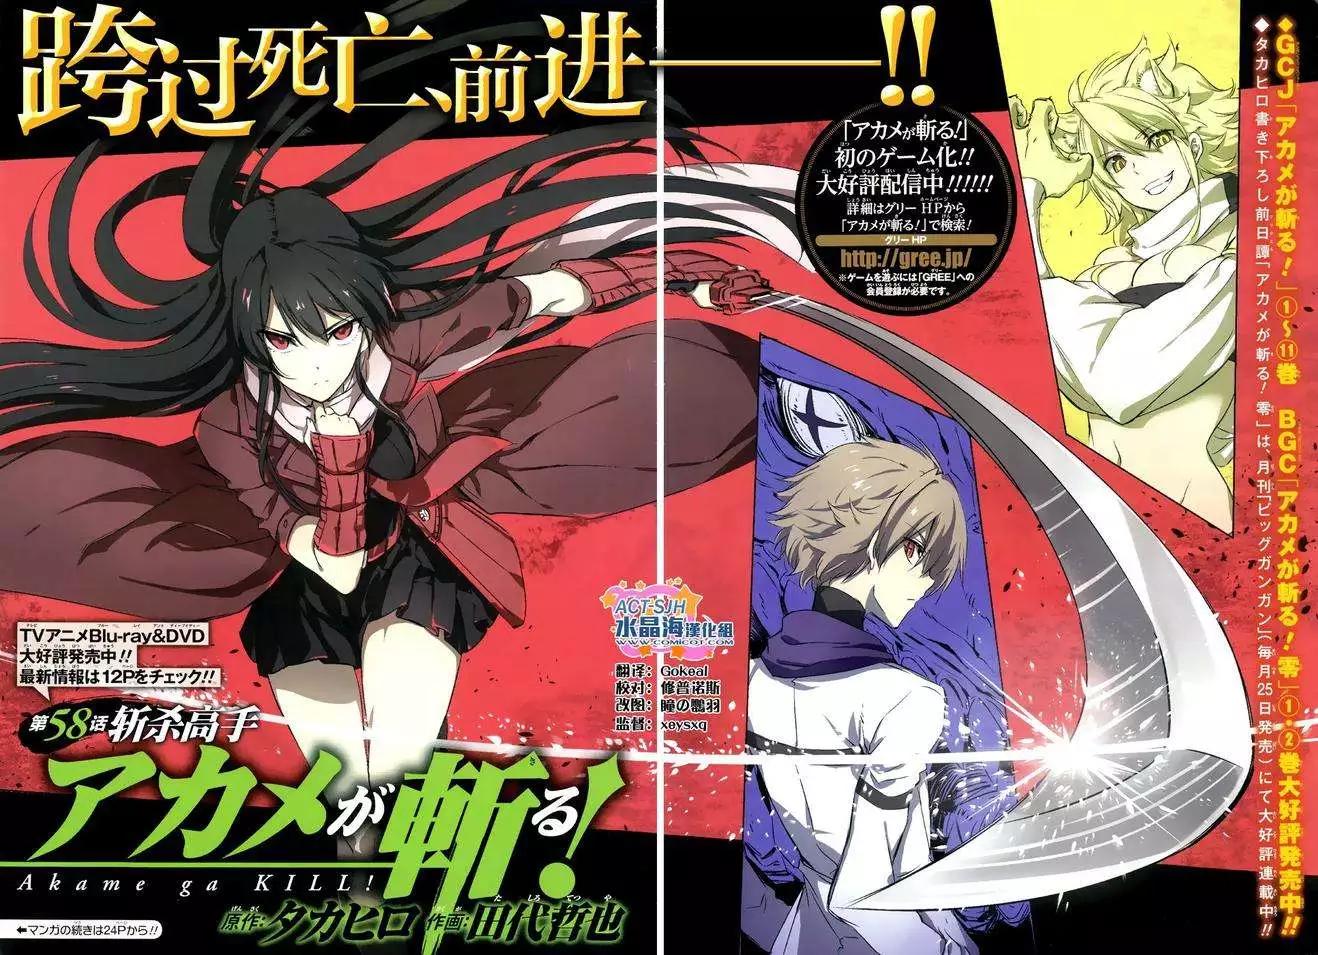 跨过死亡、前进——!!
「アカメが斬る!」
初のゲーム化!!
大好評配信中!!!!!!
詳細はグリーHPから
「アカメが斬る!」で検索!
グリーHP
http://gree.jp/
※ゲームを遊ぶには「GREE」への
会員登録が必要です。
◆GCJ「アカメが斬る!」①~⑪巻 BGC「アカメが斬る!零」①・②巻大好評発売中!!
◆タカヒロ書き下ろし前日譚「アカメが斬る!零」は、月刊「ビッグガンガン」(毎月25日発売)にて大好評連載中!!
TVアニメBlu-ray&DVD
大好評発売中!!
最新情報は12Pをチェック!!
ACT·SJH
水晶海漢化組
WWW.COMICDT.COM
翻译:Gokeal
校对:修普诺斯
改图:瞳の鸚羽
监督:xeysxq
第58话 斩杀高手
アカメが斬る!
Akame ga KILL!
原作:タカヒロ 作画:田代哲也
←マンガの続きは24Pから!!